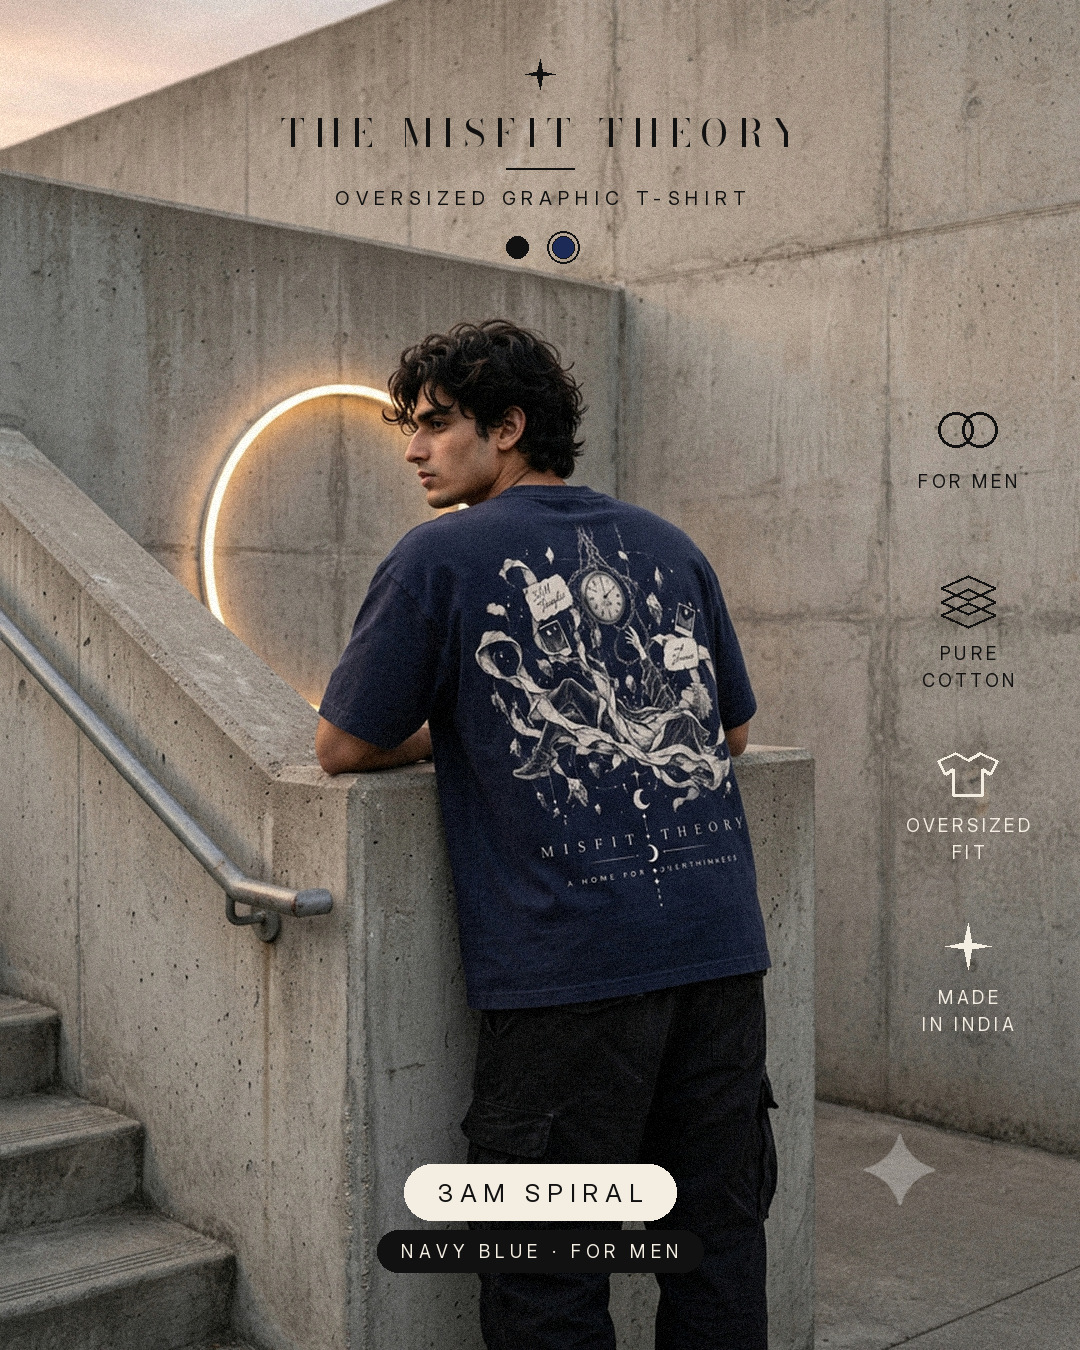 THE MISFIT THEORY
OVERSIZED GRAPHIC T-SHIRT
FOR MEN
PURE
COTTON
OVERSIZED
FIT
MADE
IN INDIA
3AM
MISFIT THEORY
A HOME FOR OVERTHINKERS
3AM SPIRAL
NAVY BLUE · FOR MEN